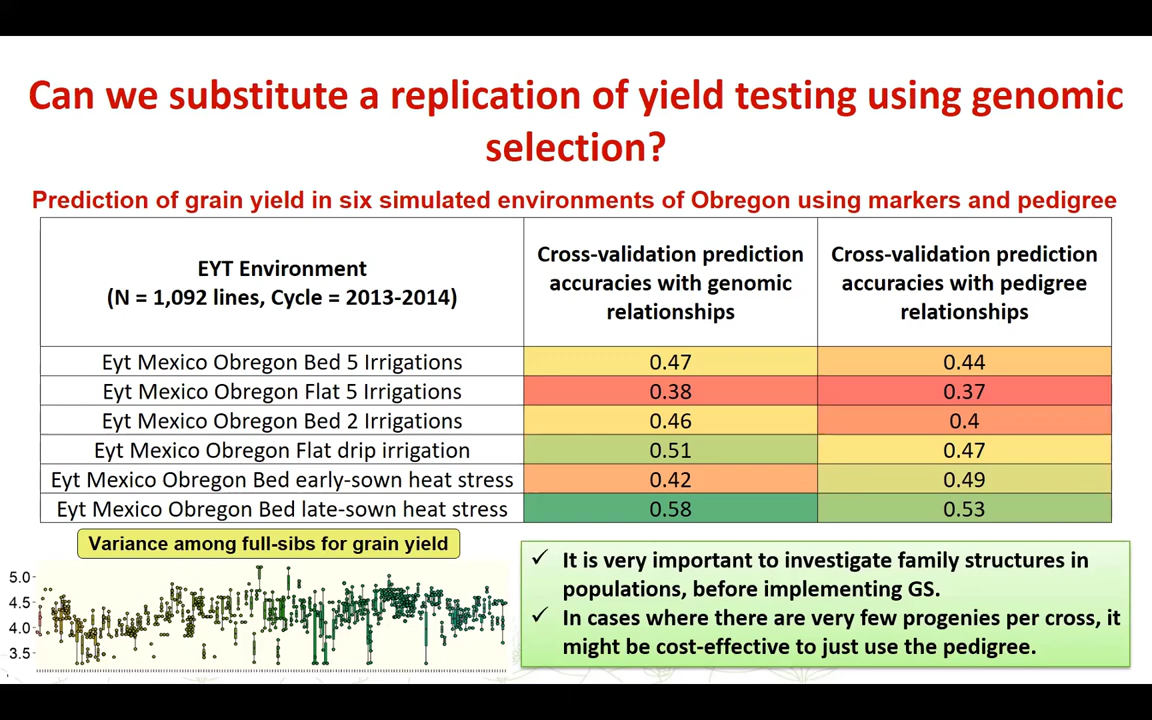 Can we substitute a replication of yield testing using genomic
selection?
Prediction of grain yield in six simulated environments of Obregon using markers and pedigree
EYT Environment
(N = 1,092 lines, Cycle = 2013-2014)
Cross-validation prediction
accuracies with genomic
relationships
Cross-validation prediction
accuracies with pedigree
relationships
Eyt Mexico Obregon Bed 5 Irrigations 0.47 0.44
Eyt Mexico Obregon Flat 5 Irrigations 0.38 0.37
Eyt Mexico Obregon Bed 2 Irrigations 0.46 0.4
Eyt Mexico Obregon Flat drip irrigation 0.51 0.47
Eyt Mexico Obregon Bed early-sown heat stress 0.42 0.49
Eyt Mexico Obregon Bed late-sown heat stress 0.58 0.53
Variance among full-sibs for grain yield
5.0
4.5
4.0
3.5
✓ It is very important to investigate family structures in
populations, before implementing GS.
✓ In cases where there are very few progenies per cross, it
might be cost-effective to just use the pedigree.